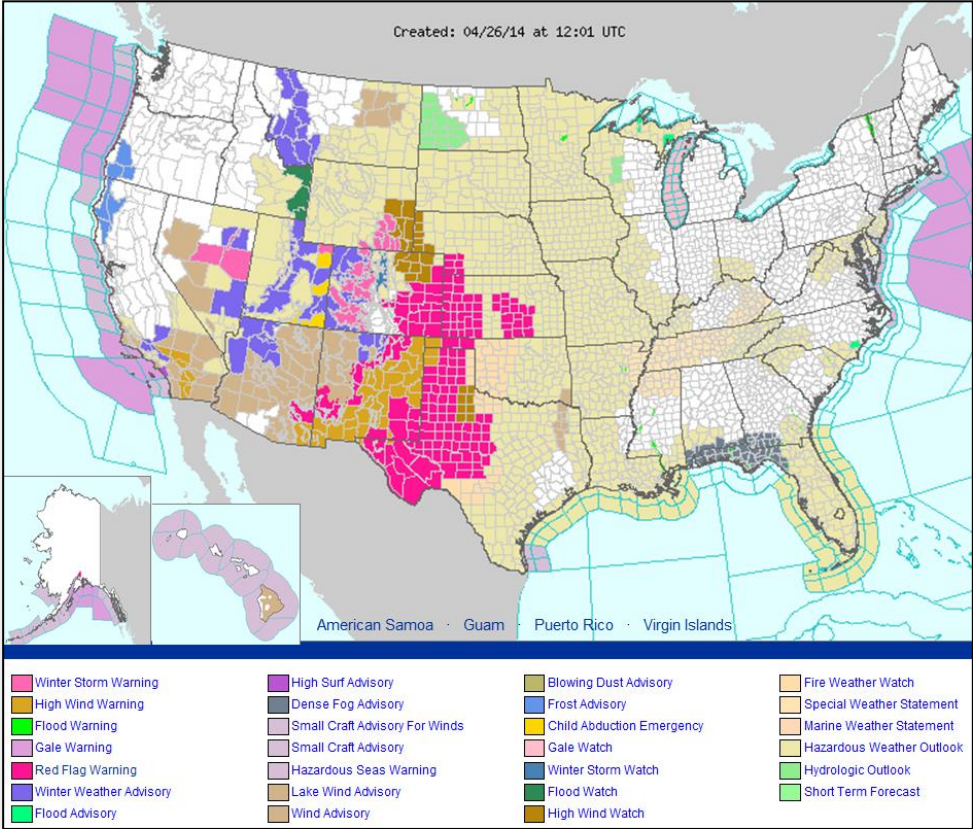 Created: 04/26/14 at 12:01 UTC
American Samoa · Guam · Puerto Rico · Virgin Islands
Winter Storm Warning
High Wind Warning
Flood Warning
Gale Warning
Red Flag Warning
Winter Weather Advisory
Flood Advisory
High Surf Advisory
Dense Fog Advisory
Small Craft Advisory For Winds
Small Craft Advisory
Hazardous Seas Warning
Lake Wind Advisory
Wind Advisory
Blowing Dust Advisory
Frost Advisory
Child Abduction Emergency
Gale Watch
Winter Storm Watch
Flood Watch
High Wind Watch
Fire Weather Watch
Special Weather Statement
Marine Weather Statement
Hazardous Weather Outlook
Hydrologic Outlook
Short Term Forecast